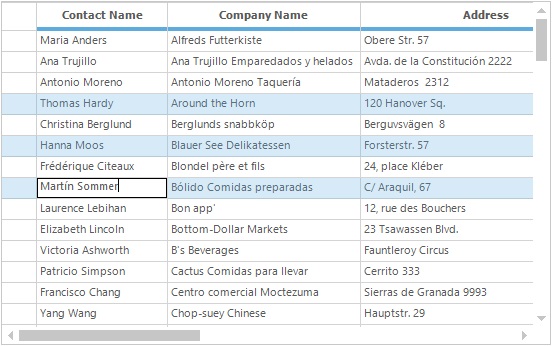 Contact Name Company Name Address
Maria Anders Alfreds Futterkiste Obere Str. 57
Ana Trujillo Ana Trujillo Emparedados y helados Avda. de la Constitución 2222
Antonio Moreno Antonio Moreno Taquería Mataderos  2312
Thomas Hardy Around the Horn 120 Hanover Sq.
Christina Berglund Berglunds snabbköp Berguvsvägen  8
Hanna Moos Blauer See Delikatessen Forsterstr. 57
Frédérique Citeaux Blondel père et fils 24, place Kléber
Martín Sommer Bólido Comidas preparadas C/ Araquil, 67
Laurence Lebihan Bon app' 12, rue des Bouchers
Elizabeth Lincoln Bottom-Dollar Markets 23 Tsawassen Blvd.
Victoria Ashworth B's Beverages Fauntleroy Circus
Patricio Simpson Cactus Comidas para llevar Cerrito 333
Francisco Chang Centro comercial Moctezuma Sierras de Granada 9993
Yang Wang Chop-suey Chinese Hauptstr. 29